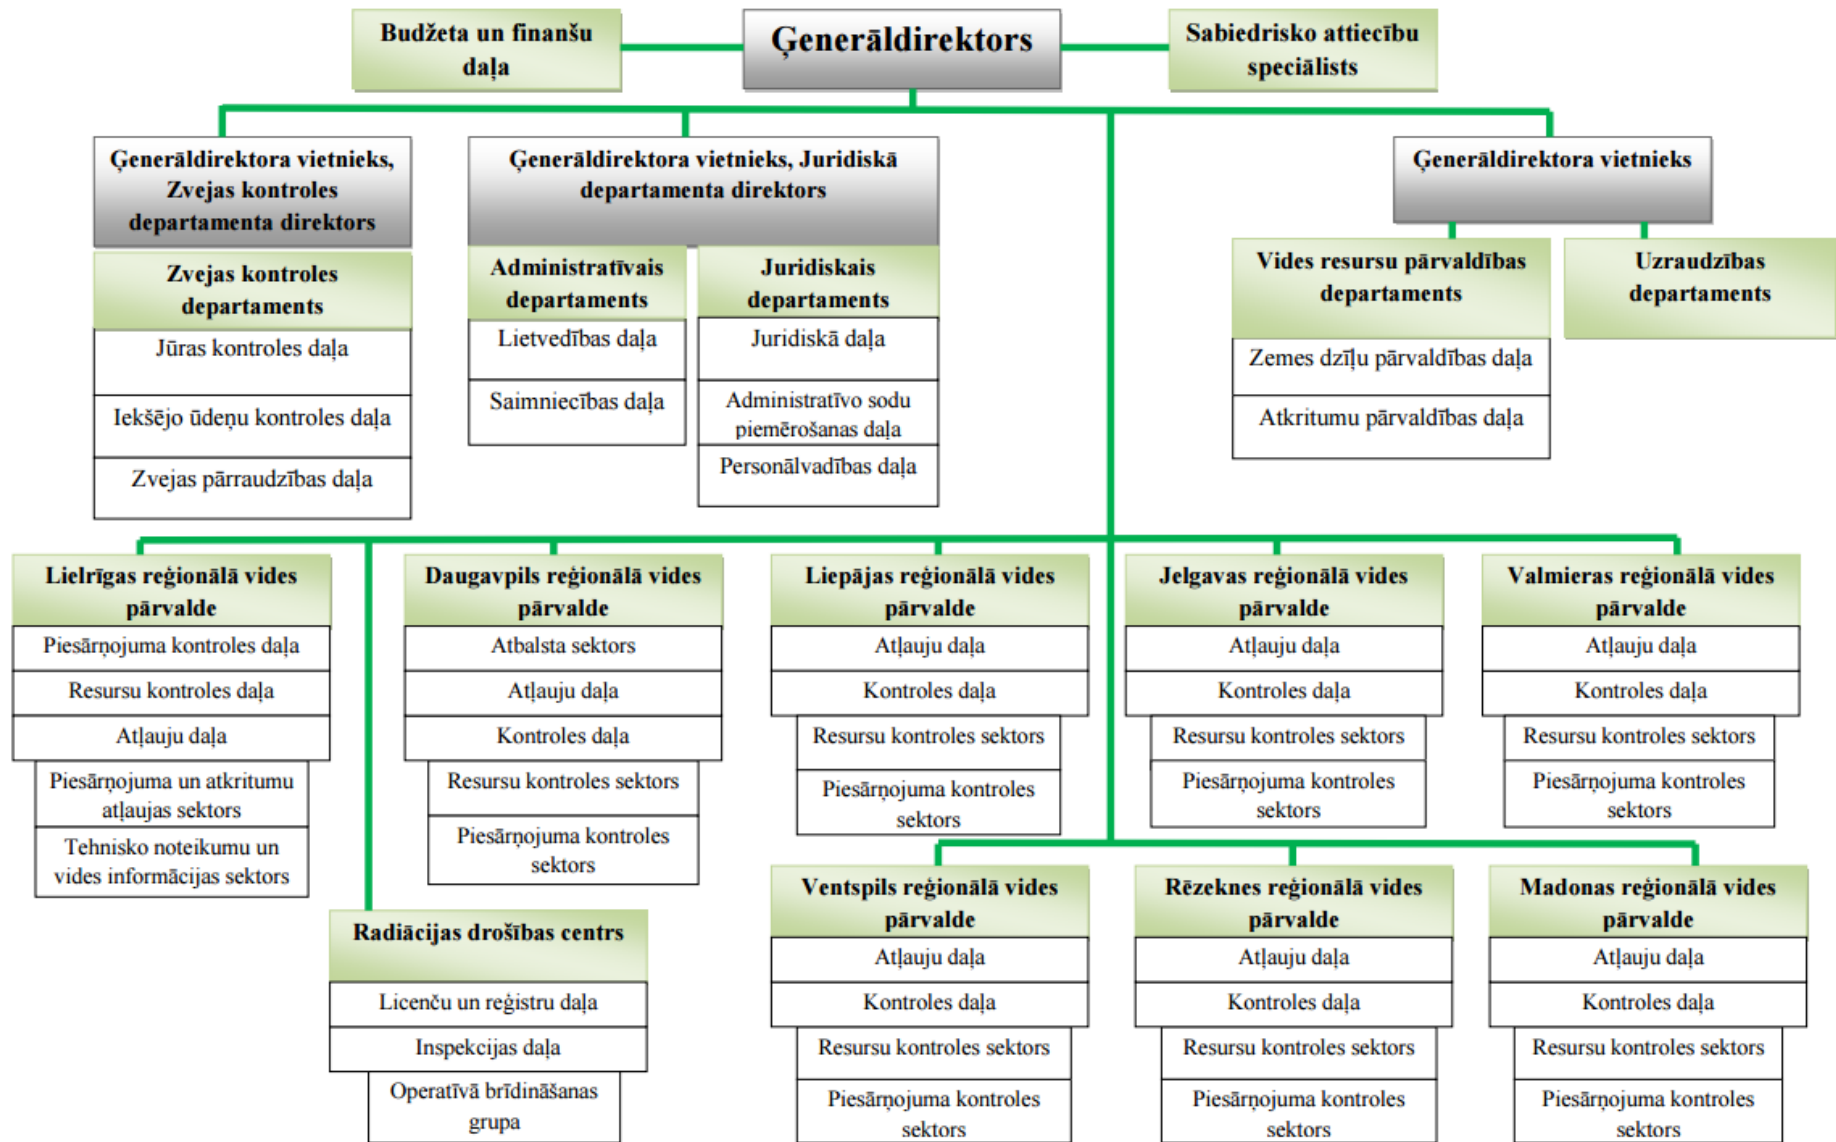 Budžeta un finanšu
daļa
Ģenerāldirektors
Sabiedrisko attiecību
speciālists
Ģenerāldirektora vietnieks,
Zvejas kontroles
departamenta direktors
Ģenerāldirektora vietnieks, Juridiskā
departamenta direktors
Ģenerāldirektora vietnieks
Zvejas kontroles
departaments
Jūras kontroles daļa
Iekšējo ūdeņu kontroles daļa
Zvejas pārraudzības daļa
Administratīvais
departaments
Lietvedības daļa
Saimniecības daļa
Juridiskais
departaments
Juridiskā daļa
Administratīvo sodu
piemērošanas daļa
Personālvadības daļa
Vides resursu pārvaldības
departaments
Zemes dzīļu pārvaldības daļa
Atkritumu pārvaldības daļa
Uzraudzības
departaments
Lielrīgas reģionālā vides
pārvalde
Piesārņojuma kontroles daļa
Resursu kontroles daļa
Atļauju daļa
Piesārņojuma un atkritumu
atļaujas sektors
Tehnisko noteikumu un
vides informācijas sektors
Daugavpils reģionālā vides
pārvalde
Atbalsta sektors
Atļauju daļa
Kontroles daļa
Resursu kontroles sektors
Piesārņojuma kontroles
sektors
Liepājas reģionālā vides
pārvalde
Atļauju daļa
Kontroles daļa
Resursu kontroles sektors
Piesārņojuma kontroles
sektors
Jelgavas reģionālā vides
pārvalde
Atļauju daļa
Kontroles daļa
Resursu kontroles sektors
Piesārņojuma kontroles
sektors
Valmieras reģionālā vides
pārvalde
Atļauju daļa
Kontroles daļa
Resursu kontroles sektors
Piesārņojuma kontroles
sektors
Radiācijas drošības centrs
Licenču un reģistru daļa
Inspekcijas daļa
Operatīvā brīdināšanas
grupa
Ventspils reģionālā vides
pārvalde
Atļauju daļa
Kontroles daļa
Resursu kontroles sektors
Piesārņojuma kontroles
sektors
Rēzeknes reģionālā vides
pārvalde
Atļauju daļa
Kontroles daļa
Resursu kontroles sektors
Piesārņojuma kontroles
sektors
Madonas reģionālā vides
pārvalde
Atļauju daļa
Kontroles daļa
Resursu kontroles sektors
Piesārņojuma kontroles
sektors